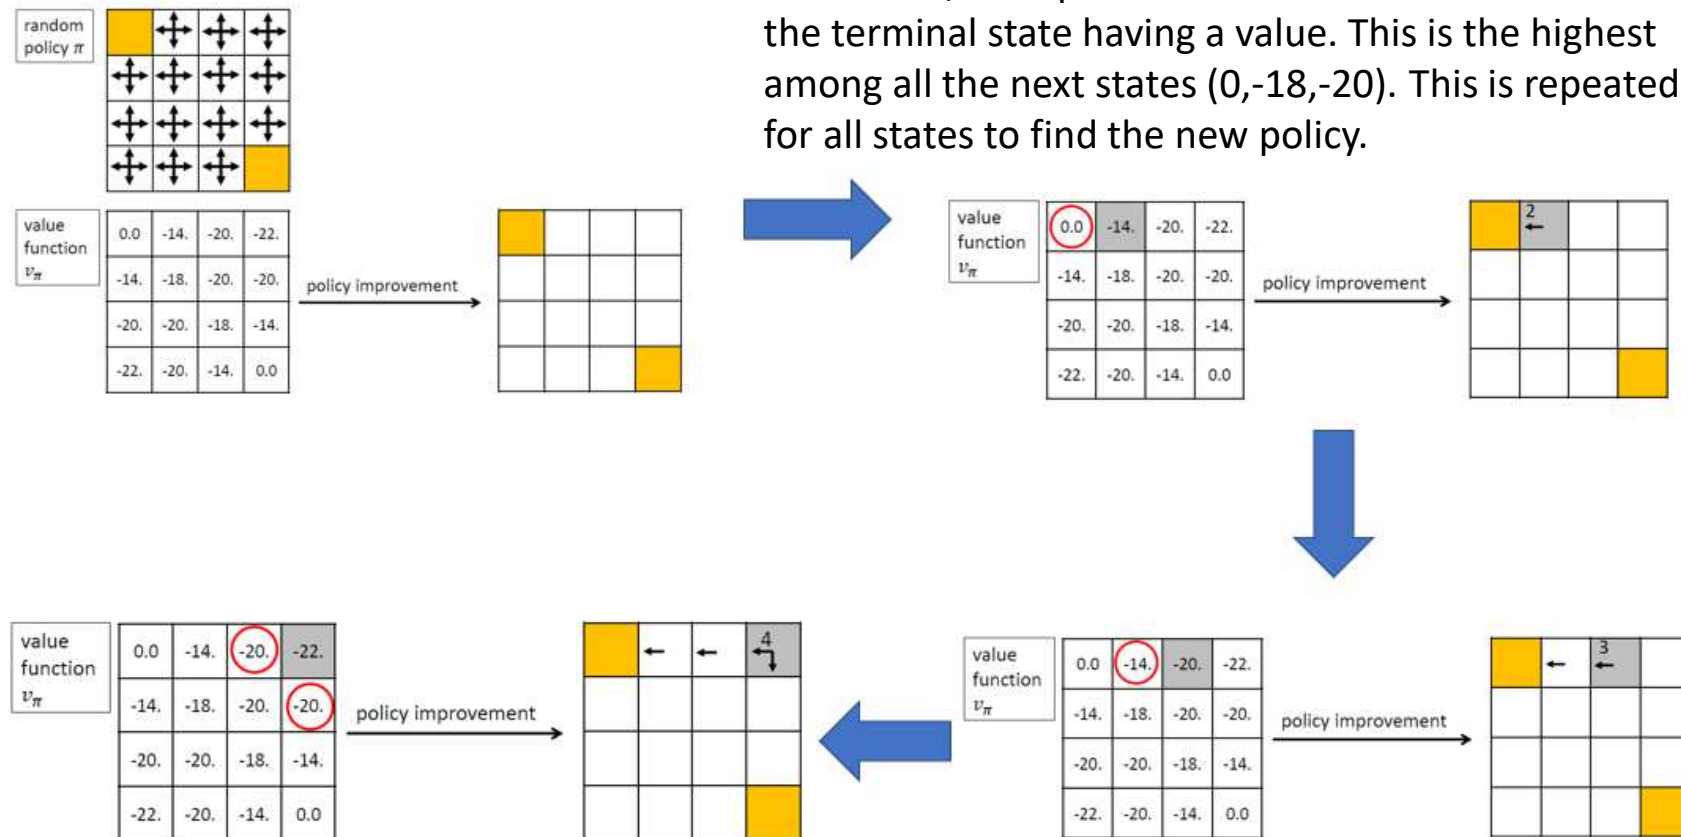 the terminal state having a value. This is the highest
among all the next states (0,-18,-20). This is repeated
for all states to find the new policy.
random
policy π
value
function
vπ
0.0 -14. -20. -22.
-14. -18. -20. -20.
-20. -20. -18. -14.
-22. -20. -14. 0.0
policy improvement
value
function
vπ
0.0 -14. -20. -22.
-14. -18. -20. -20.
-20. -20. -18. -14.
-22. -20. -14. 0.0
policy improvement
2
value
function
vπ
0.0 -14. -20. -22.
-14. -18. -20. -20.
-20. -20. -18. -14.
-22. -20. -14. 0.0
policy improvement
4
value
function
vπ
0.0 -14. -20. -22.
-14. -18. -20. -20.
-20. -20. -18. -14.
-22. -20. -14. 0.0
policy improvement
3